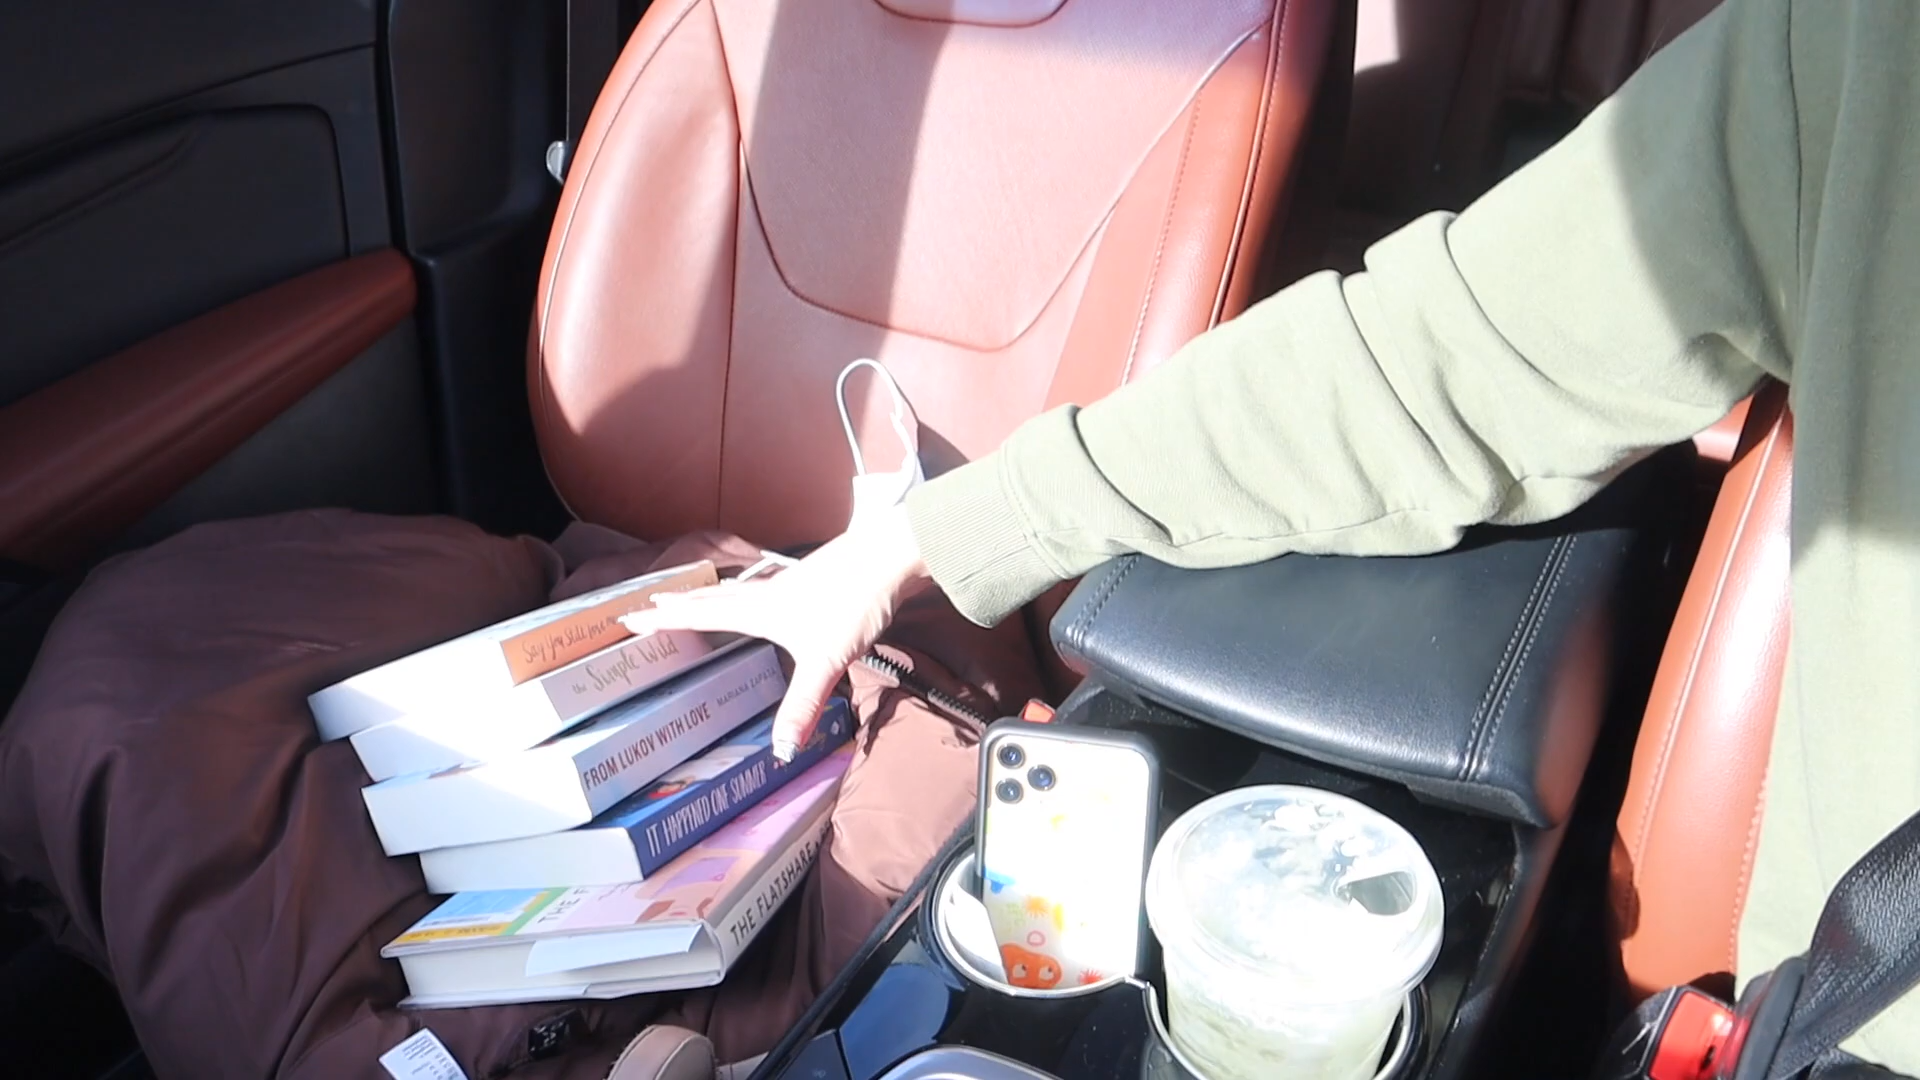 Say You Still Love Me
the Simple Wild
FROM LUKOV WITH LOVE MARIANA ZAPATA
IT HAPPENED ONE SUMMER
THE FLATSHARE
THE F